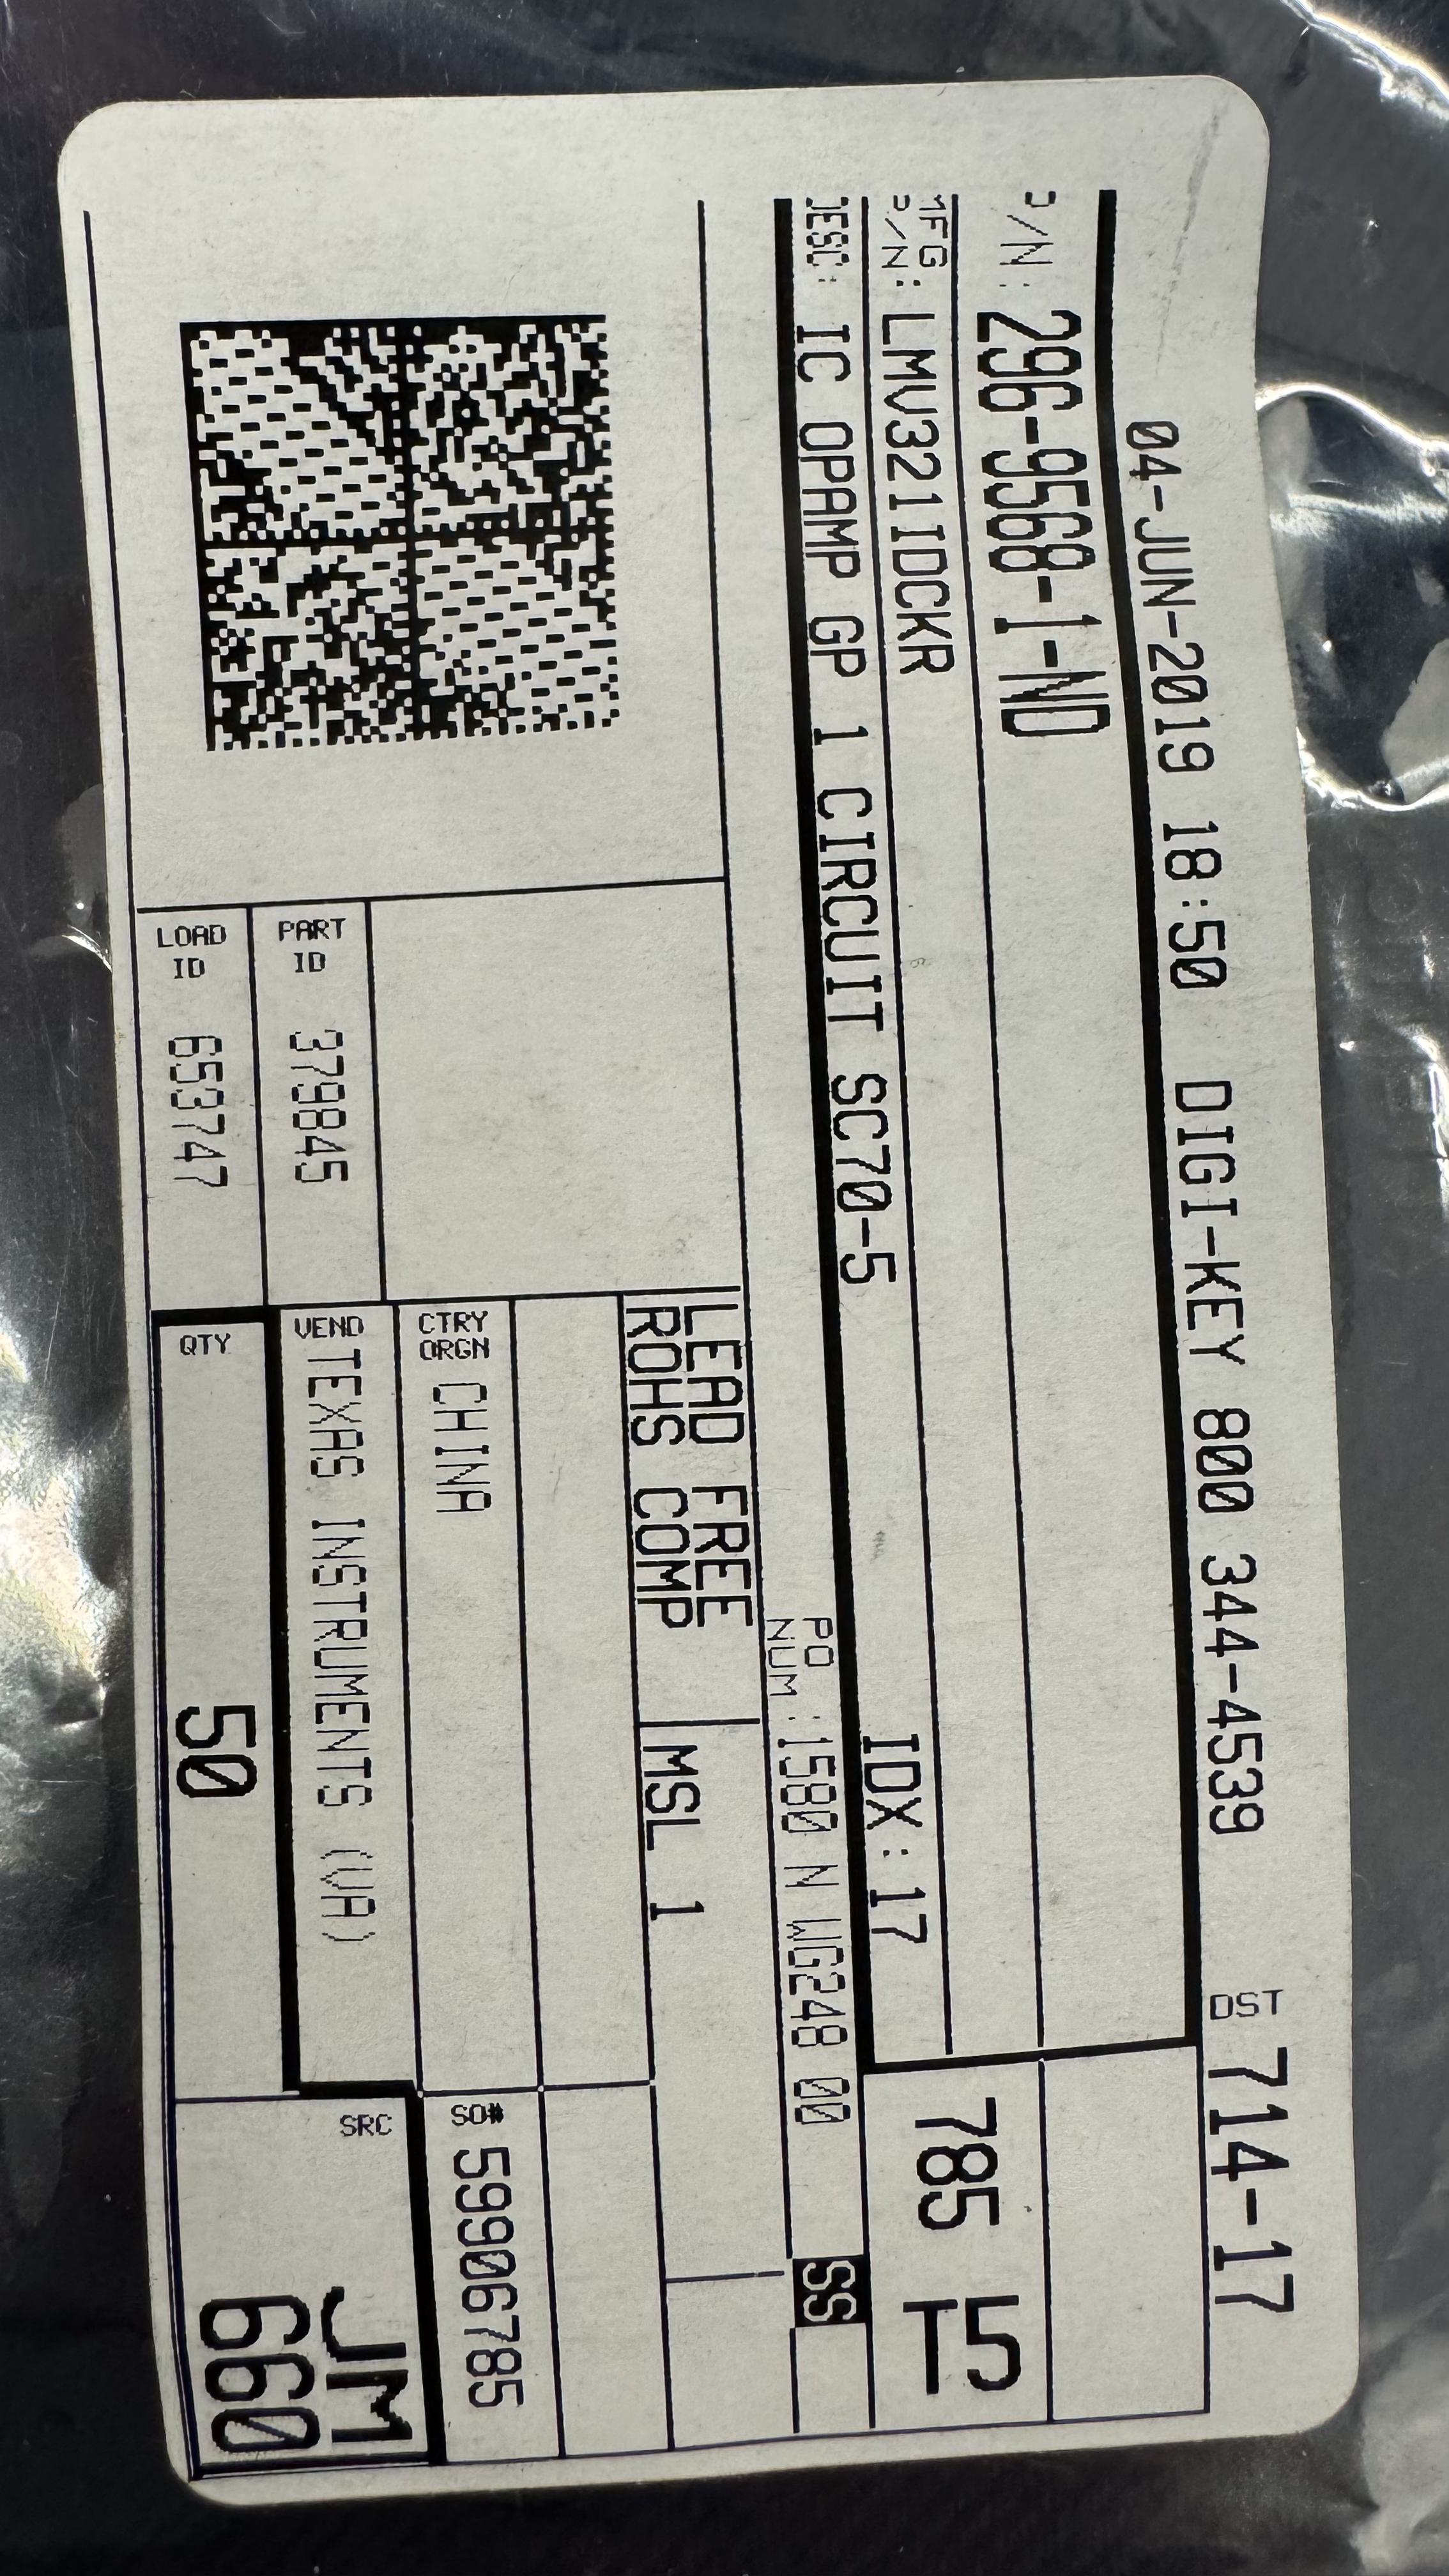 04-JUN-2019 18:50 DIGI-KEY 800 344-4539 DST 714-17
P/N: 296-9568-1-ND
MFG
P/N: LMV321IDCKR
785 T5
DESC: IC OPAMP GP 1 CIRCUIT SC70-5
IDX:17
PO
NUM:1580 N WG248 00
SS
LEAD FREE
ROHS COMP
MSL 1
CTRY
ORGN CHINA
SO# 59906785
PART
ID 379845
VEND TEXAS INSTRUMENTS (VA)
LOAD
ID 653747
QTY 50
SRC
JM
660